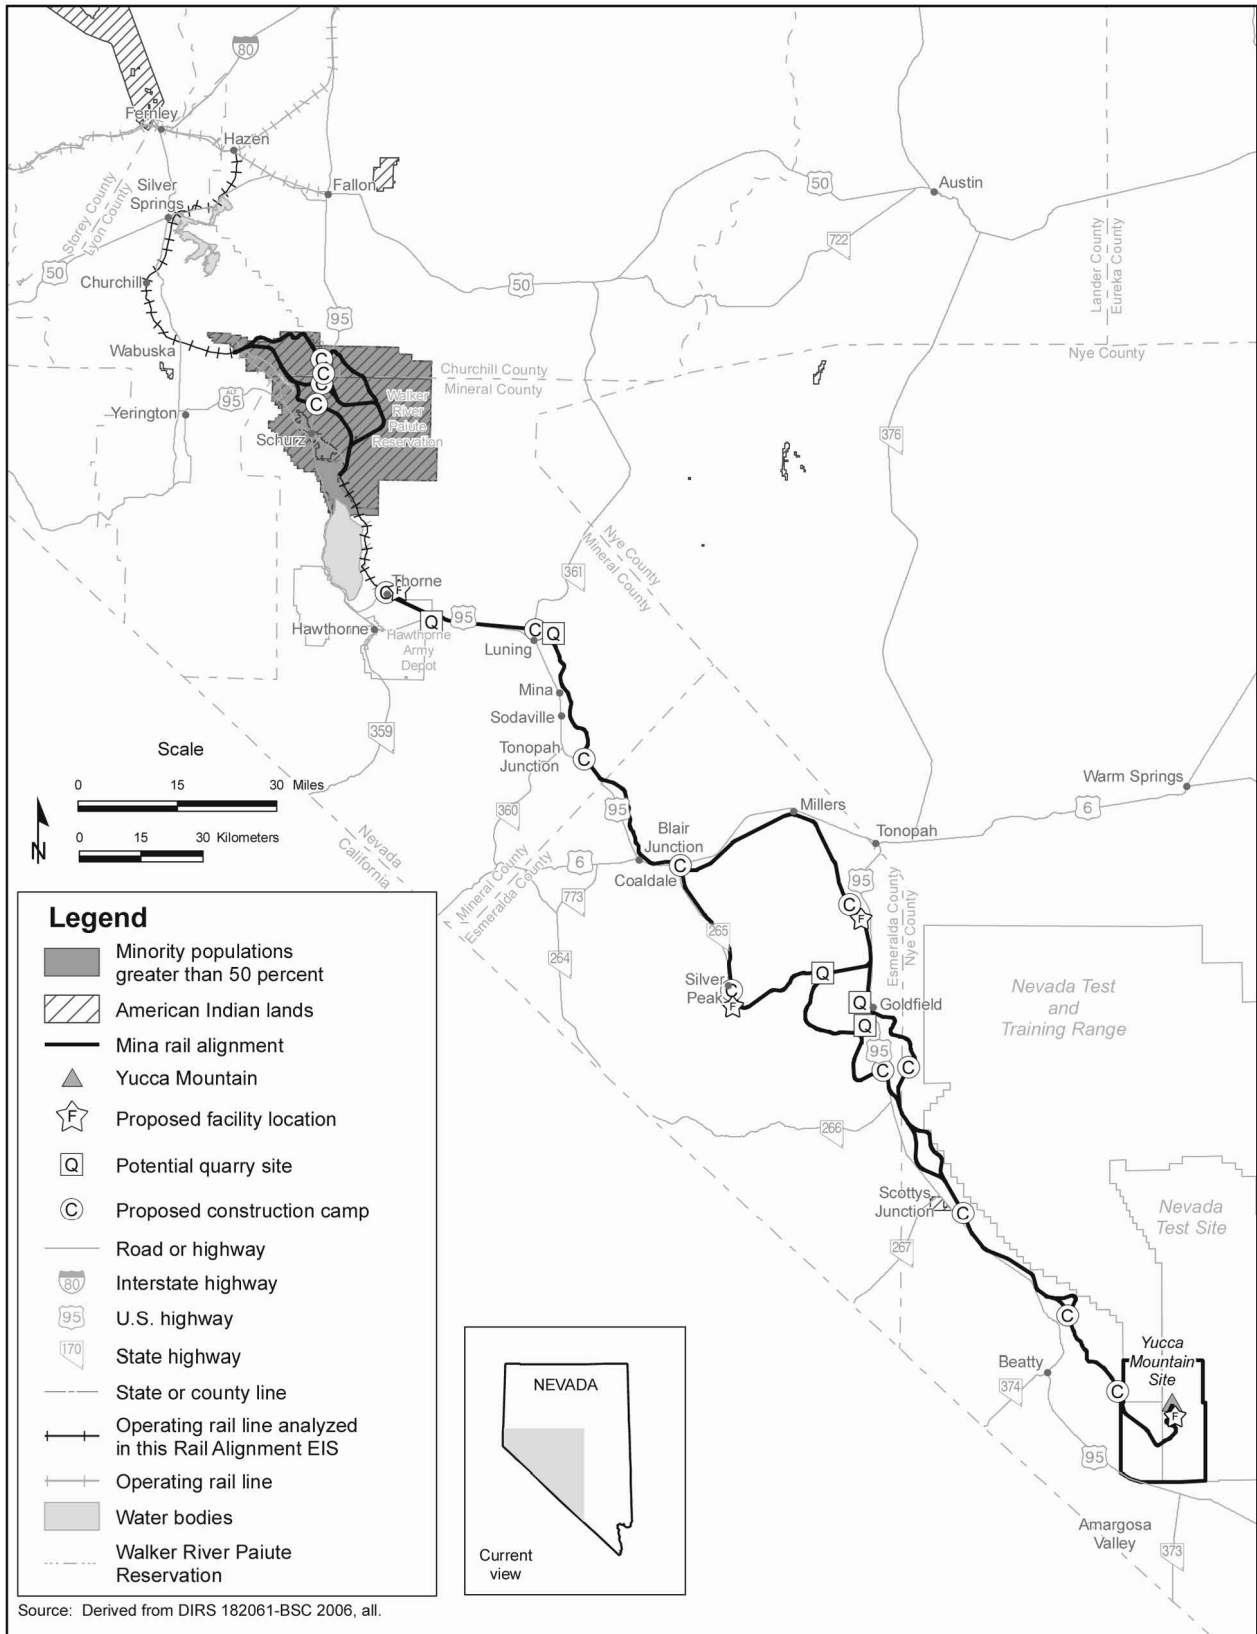 80
Fernley
Hazen
Silver
Springs
Fallon
50
Austin
Storey County
Lyon County
722
Lander County
Eureka County
50
Churchill
50
95
Wabuska
Nye County
Churchill County
Mineral County
ALT
95
Yerington
C
C
C
C
Walker
River
Paiute
Reservation
Schurz
376
Nye County
Mineral County
361
Thorne
C
F
Q
95
C
Q
Hawthorne
Hawthorne
Army
Depot
Luning
Mina
Sodaville
359
Tonopah
Junction
C
Scale
0 15 30 Miles
0 15 30 Kilometers
N
Warm Springs
6
Millers
Tonopah
360
95
Blair
Junction
C
Coaldale
6
Nevada
California
Mineral County
Esmeralda County
773
95
C
F
Esmeralda County
Nye County
265
264
Silver
Peak
C
F
Q
Q
Goldfield
Q
95
C
C
Nevada Test
and
Training Range
266
Scottys
Junction
C
267
Nevada
Test Site
C
Yucca
Mountain
Site
Beatty
374
C
F
95
Amargosa
Valley
373
Legend
Minority populations
greater than 50 percent
American Indian lands
Mina rail alignment
Yucca Mountain
F
Proposed facility location
Q
Potential quarry site
C
Proposed construction camp
Road or highway
80
Interstate highway
95
U.S. highway
170
State highway
State or county line
Operating rail line analyzed
in this Rail Alignment EIS
Operating rail line
Water bodies
Walker River Paiute
Reservation
NEVADA
Current
view
Source: Derived from DIRS 182061-BSC 2006, all.